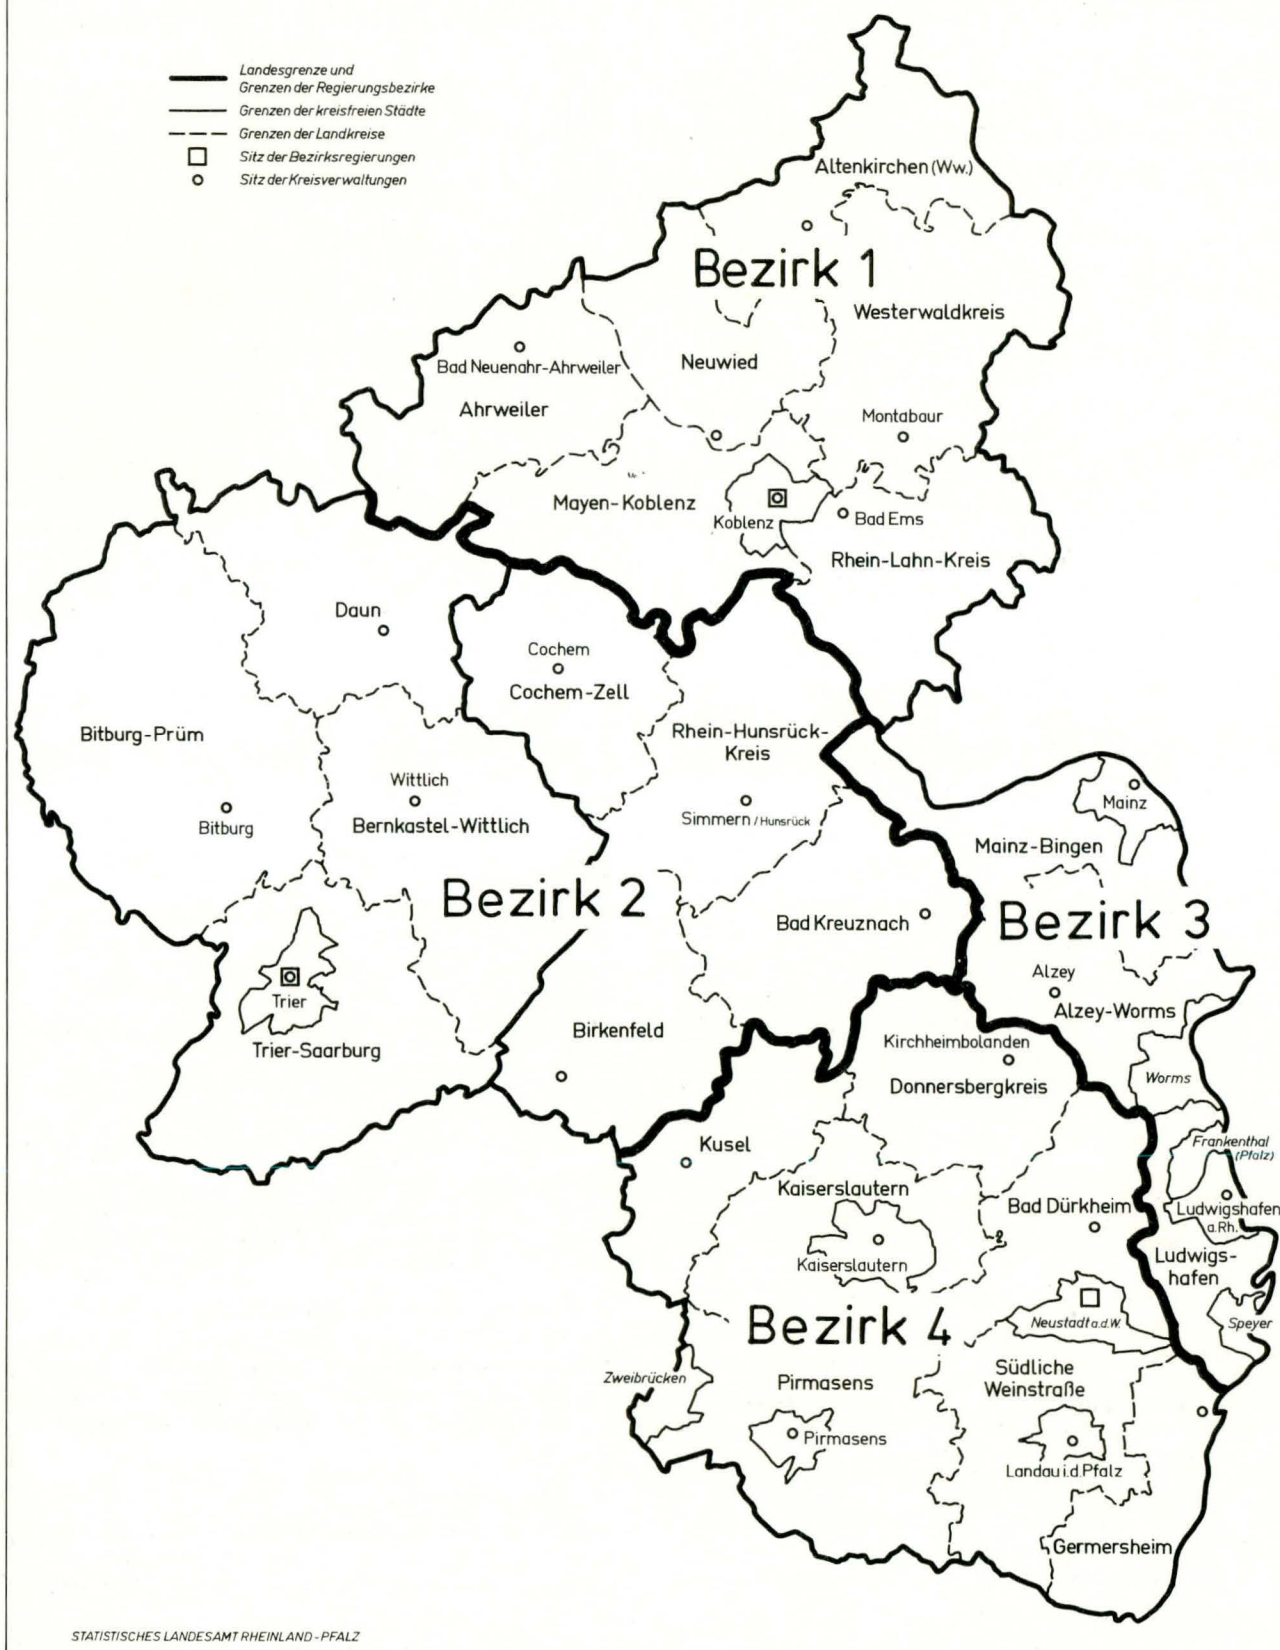 Landesgrenze und
Grenzen der Regierungsbezirke
Grenzen der kreisfreien Städte
Grenzen der Landkreise
Sitz der Bezirksregierungen
Sitz der Kreisverwaltungen
Altenkirchen (Ww.)
Bezirk 1
Westerwaldkreis
Neuwied
Bad Neuenahr-Ahrweiler
Ahrweiler
Montabaur
Mayen-Koblenz
Koblenz
Bad Ems
Rhein-Lahn-Kreis
Daun
Cochem
Cochem-Zell
Bitburg-Prüm
Rhein-Hunsrück-
Kreis
Wittlich
Bernkastel-Wittlich
Bitburg
Simmern / Hunsrück
Mainz
Mainz-Bingen
Bezirk 2
Bad Kreuznach
Bezirk 3
Alzey
Alzey-Worms
Trier
Trier-Saarburg
Birkenfeld
Kirchheimbolanden
Donnersbergkreis
Worms
Kusel
Frankenthal
(Pfalz)
Kaiserslautern
Kaiserslautern
Bad Dürkheim
Ludwigshafen
a.Rh.
Ludwigs-
hafen
Bezirk 4
Neustadt a.d.W.
Speyer
Zweibrücken
Pirmasens
Pirmasens
Südliche
Weinstraße
Landau i.d.Pfalz
Germersheim
STATISTISCHES LANDESAMT RHEINLAND-PFALZ